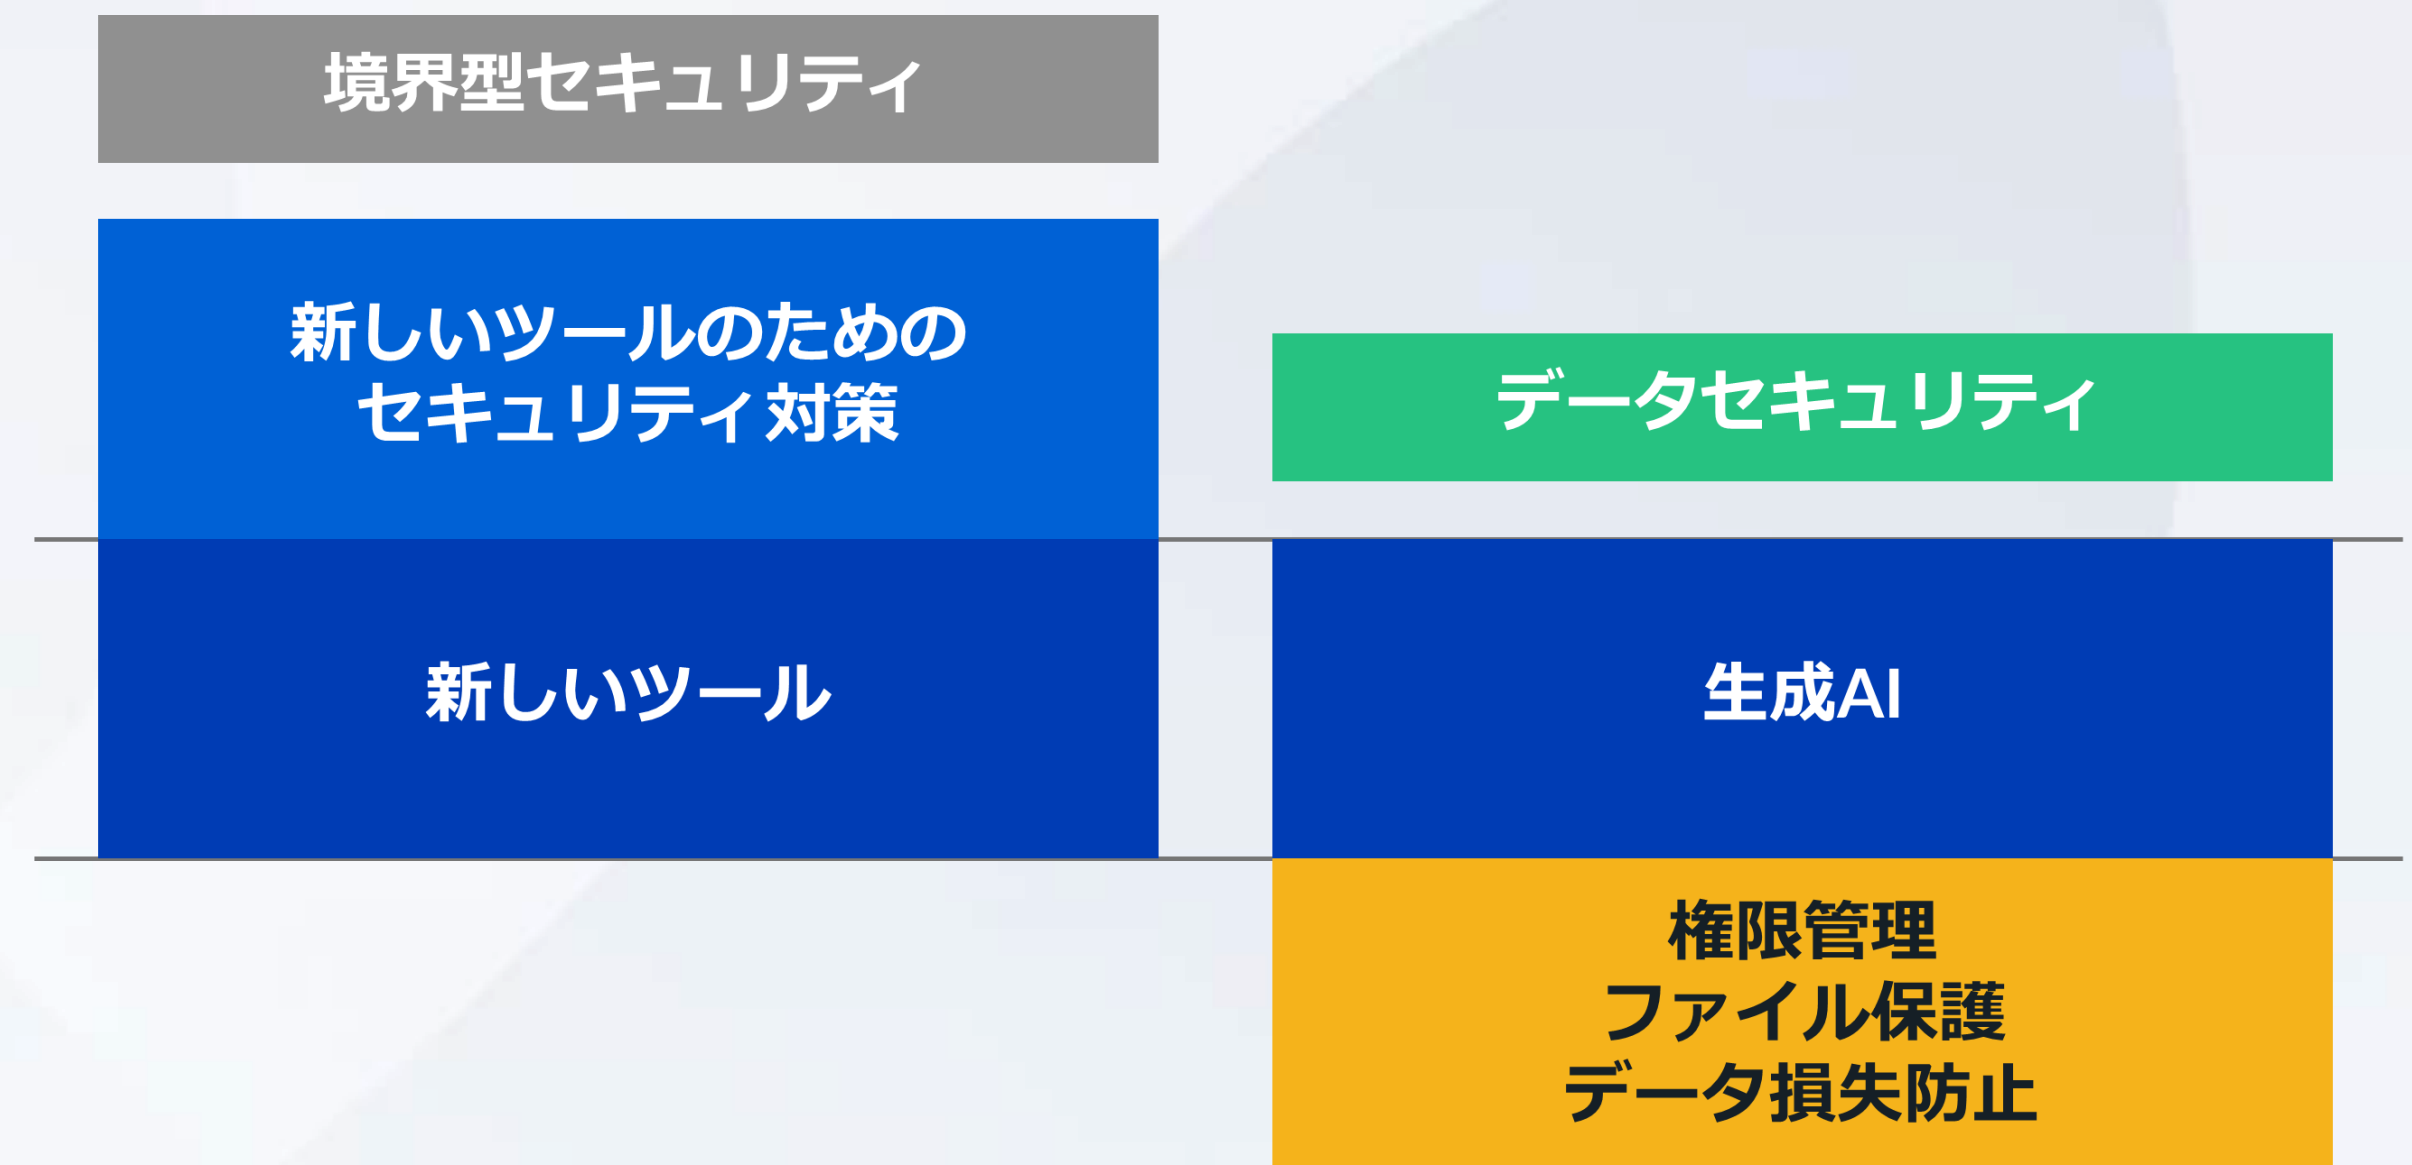 境界型セキュリティ
新しいツールのための
セキュリティ対策
新しいツール
データセキュリティ
生成AI
権限管理
ファイル保護
データ損失防止